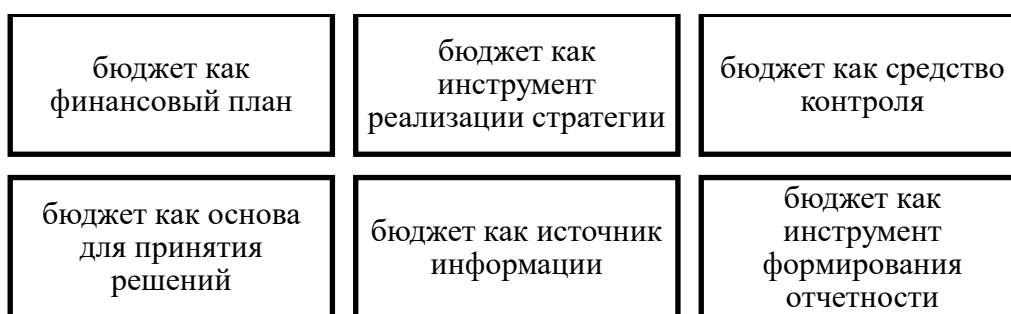 бюджет как
финансовый план
бюджет как
инструмент
реализации стратегии
бюджет как средство
контроля
бюджет как основа
для принятия
решений
бюджет как источник
информации
бюджет как
инструмент
формирования
отчетности